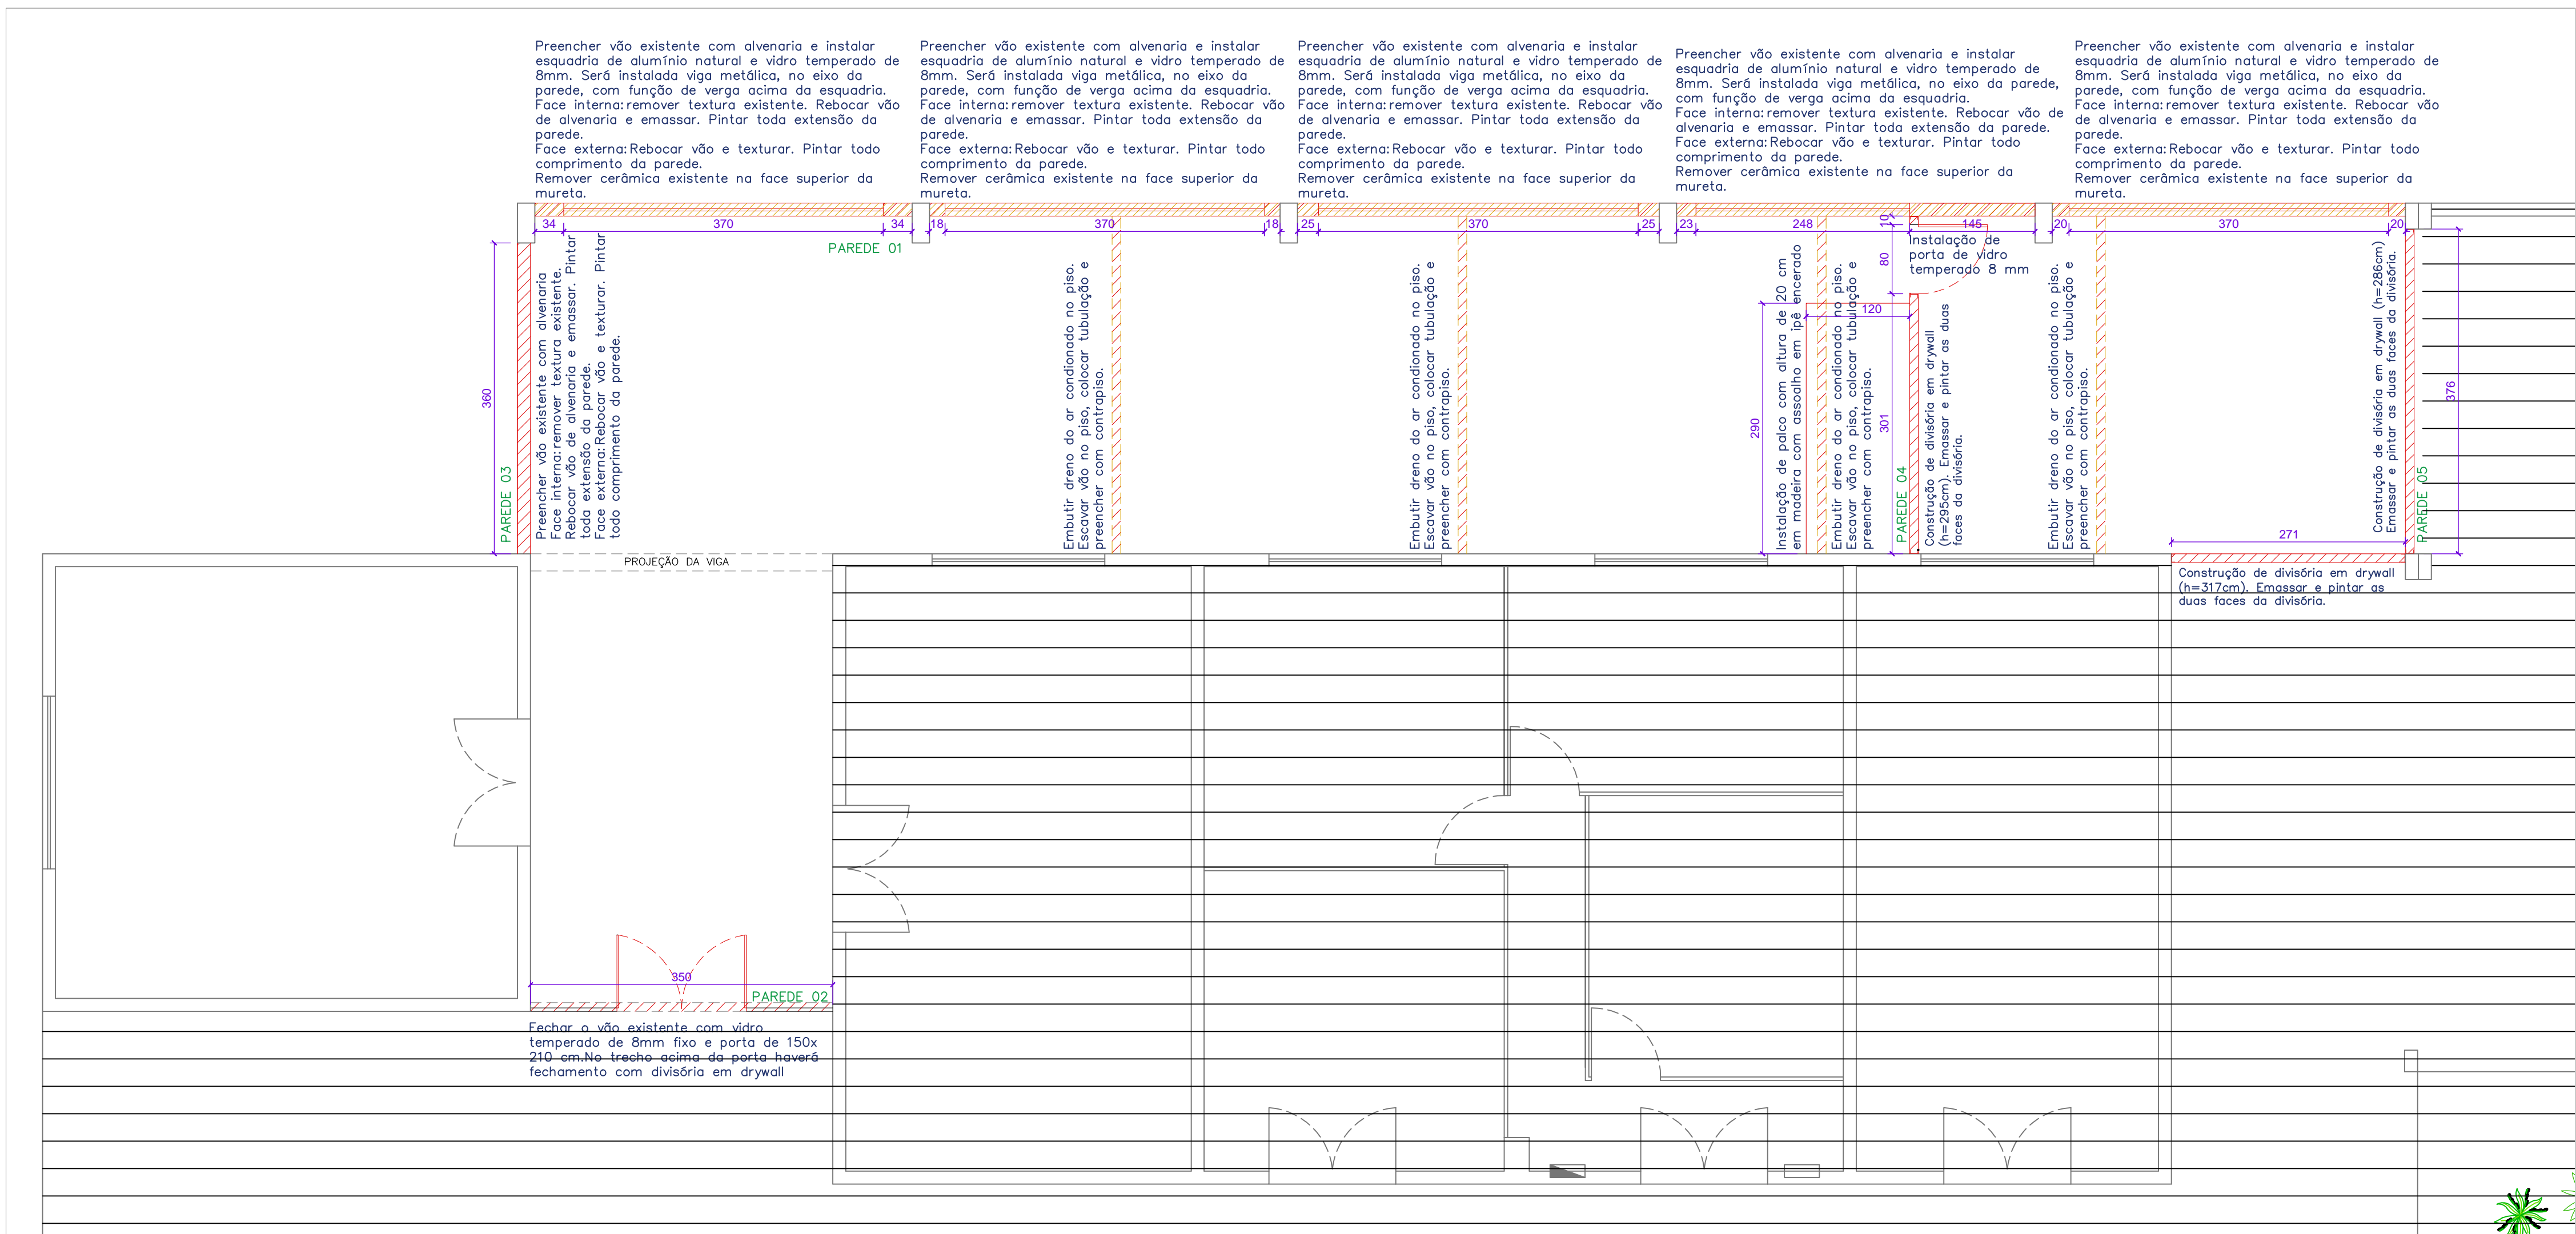 Preencher vão existente com alvenaria e instalar
esquadria de alumínio natural e vidro temperado de
8mm. Será instalada viga metálica, no eixo da
parede, com função de verga acima da esquadria.
Face interna: remover textura existente. Rebocar vão
de alvenaria e emassar. Pintar toda extensão da
parede.
Face externa: Rebocar vão e texturar. Pintar todo
comprimento da parede.
Remover cerâmica existente na face superior da
mureta.
Preencher vão existente com alvenaria e instalar
esquadria de alumínio natural e vidro temperado de
8mm. Será instalada viga metálica, no eixo da
parede, com função de verga acima da esquadria.
Face interna: remover textura existente. Rebocar vão
de alvenaria e emassar. Pintar toda extensão da
parede.
Face externa: Rebocar vão e texturar. Pintar todo
comprimento da parede.
Remover cerâmica existente na face superior da
mureta.
Preencher vão existente com alvenaria e instalar
esquadria de alumínio natural e vidro temperado de
8mm. Será instalada viga metálica, no eixo da
parede, com função de verga acima da esquadria.
Face interna: remover textura existente. Rebocar vão
de alvenaria e emassar. Pintar toda extensão da
parede.
Face externa: Rebocar vão e texturar. Pintar todo
comprimento da parede.
Remover cerâmica existente na face superior da
mureta.
Preencher vão existente com alvenaria e instalar
esquadria de alumínio natural e vidro temperado de
8mm. Será instalada viga metálica, no eixo da parede,
com função de verga acima da esquadria.
Face interna: remover textura existente. Rebocar vão de
alvenaria e emassar. Pintar toda extensão da parede.
Face externa: Rebocar vão e texturar. Pintar todo
comprimento da parede.
Remover cerâmica existente na face superior da
mureta.
Preencher vão existente com alvenaria e instalar
esquadria de alumínio natural e vidro temperado de
8mm. Será instalada viga metálica, no eixo da
parede, com função de verga acima da esquadria.
Face interna: remover textura existente. Rebocar vão
de alvenaria e emassar. Pintar toda extensão da
parede.
Face externa: Rebocar vão e texturar. Pintar todo
comprimento da parede.
Remover cerâmica existente na face superior da
mureta.
34 370 34 18 370 18 25 370 25 23 248 10 145 20 370 20
PAREDE 01
360
PAREDE 03
Preencher vão existente com alvenaria
Face interna: remover textura existente.
Rebocar vão de alvenaria e emassar. Pintar
toda extensão da parede.
Face externa: Rebocar vão e texturar. Pintar
todo comprimento da parede.
Embutir dreno do ar condionado no piso.
Escavar vão no piso, colocar tubulação e
preencher com contrapiso.
Embutir dreno do ar condionado no piso.
Escavar vão no piso, colocar tubulação e
preencher com contrapiso.
290
Instalação de palco com altura de 20 cm
em madeira com assoalho em ipê encerado
120
Embutir dreno do ar condionado no piso.
Escavar vão no piso, colocar tubulação e
preencher com contrapiso.
80
301
Instalação de
porta de vidro
temperado 8 mm
PAREDE 04
Construção de divisória em drywall
(h=295cm). Emassar e pintar as duas
faces da divisória.
Embutir dreno do ar condionado no piso.
Escavar vão no piso, colocar tubulação e
preencher com contrapiso.
Construção de divisória em drywall (h=286cm)
Emassar e pintar as duas faces da divisória.
PAREDE 05
376
271
Construção de divisória em drywall
(h=317cm). Emassar e pintar as
duas faces da divisória.
PROJEÇÃO DA VIGA
350
PAREDE 02
Fechar o vão existente com vidro
temperado de 8mm fixo e porta de 150x
210 cm.No trecho acima da porta haverá
fechamento com divisória em drywall